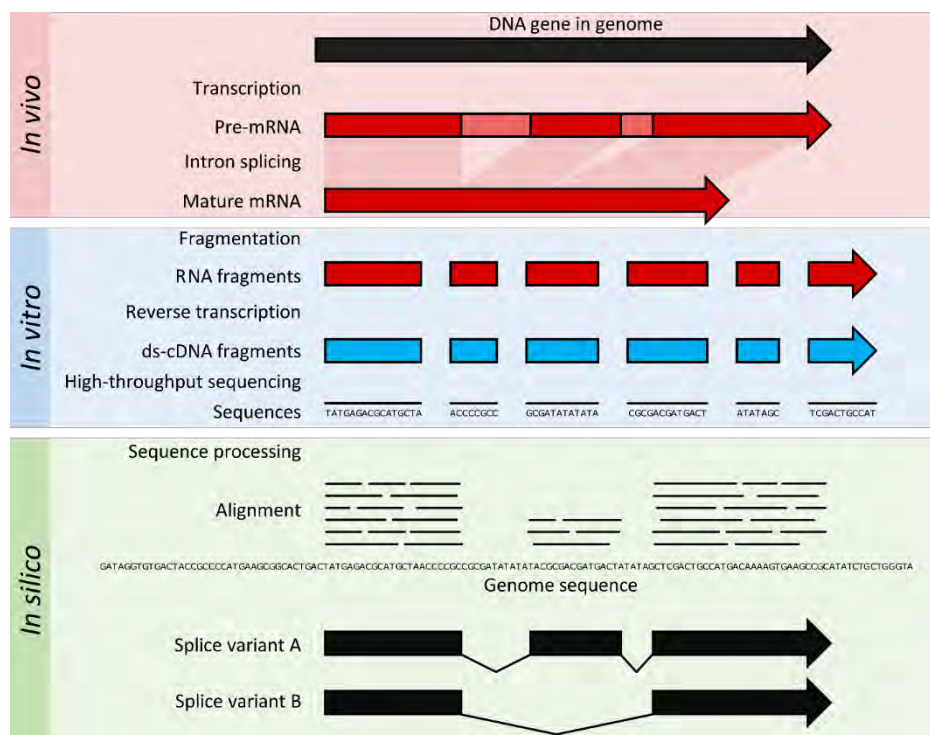 In vivo
DNA gene in genome
Transcription
Pre-mRNA
Intron splicing
Mature mRNA
In vitro
Fragmentation
RNA fragments
Reverse transcription
ds-cDNA fragments
High-throughput sequencing
Sequences TATGAGACGCATGCTA ACCCCGCC GCGATATATATA CGCGACGATGACT ATATAGC TCGACTGCCAT
In silico
Sequence processing
Alignment
GATAGGTGTGACTACCGCCCCATGAAGCGGCACTGACTATGAGACGCATGCTAACCCCGCCGCGATATATATACGCGACGATGACTATATAGCTCGACTGCCATGACAAAAGTGAAGCCGCATATCTGCTGGGTA
Genome sequence
Splice variant A
Splice variant B